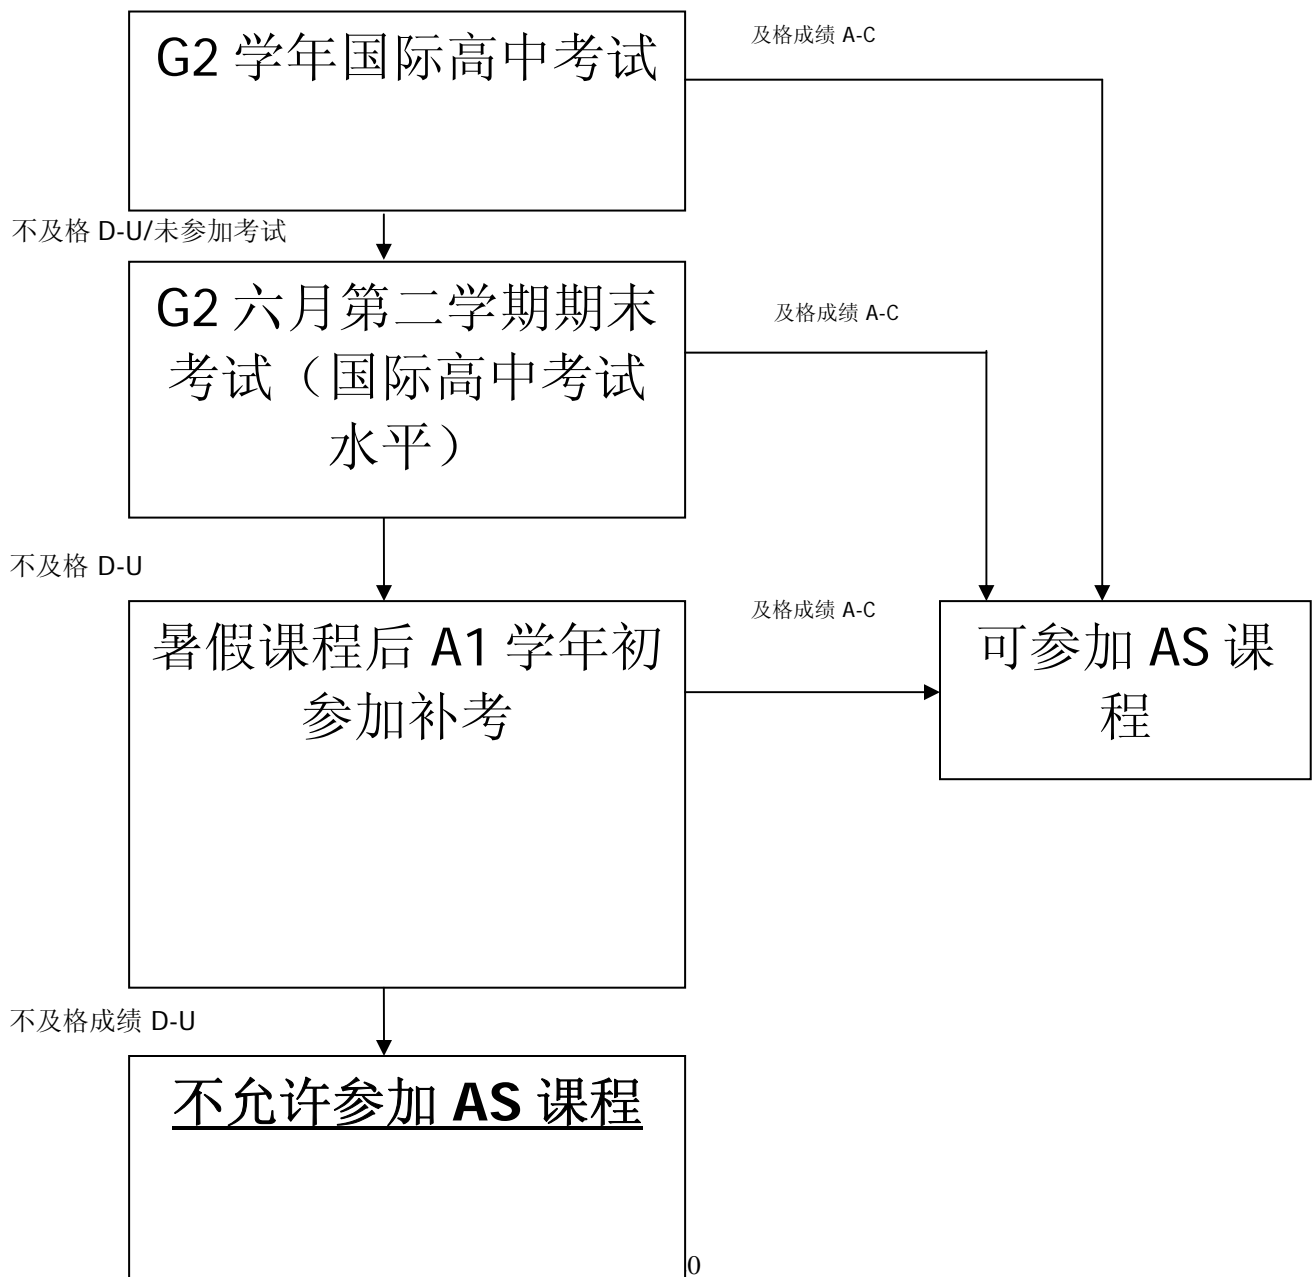 G2 学年国际高中考试
及格成绩 A-C
不及格 D-U/未参加考试
G2 六月第二学期期末
考试（国际高中考试
水平）
及格成绩 A-C
不及格 D-U
暑假课程后 A1 学年初
参加补考
及格成绩 A-C
可参加 AS 课
程
不及格成绩 D-U
不允许参加 AS 课程
0